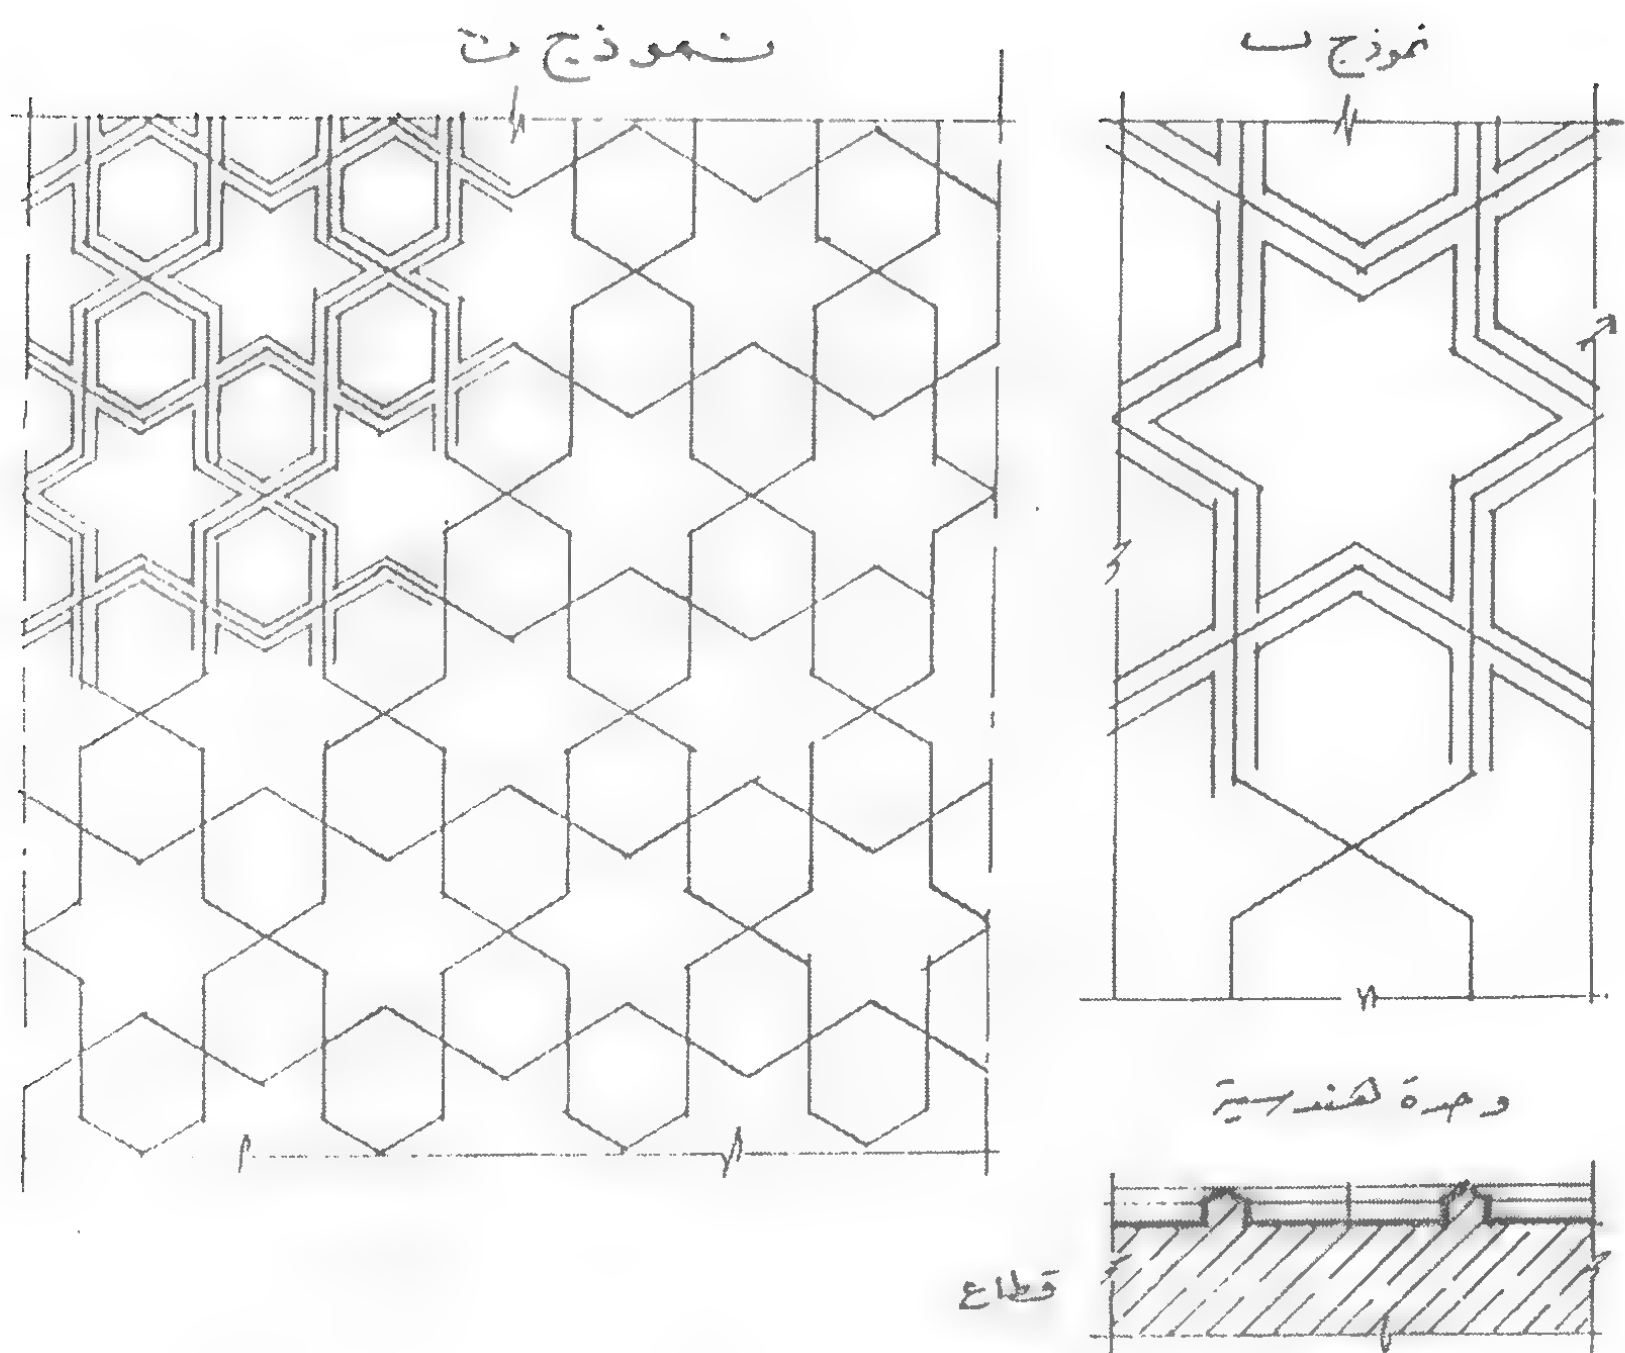 نموذج ب
نموذج ت
وحدة هندسية
قطاع